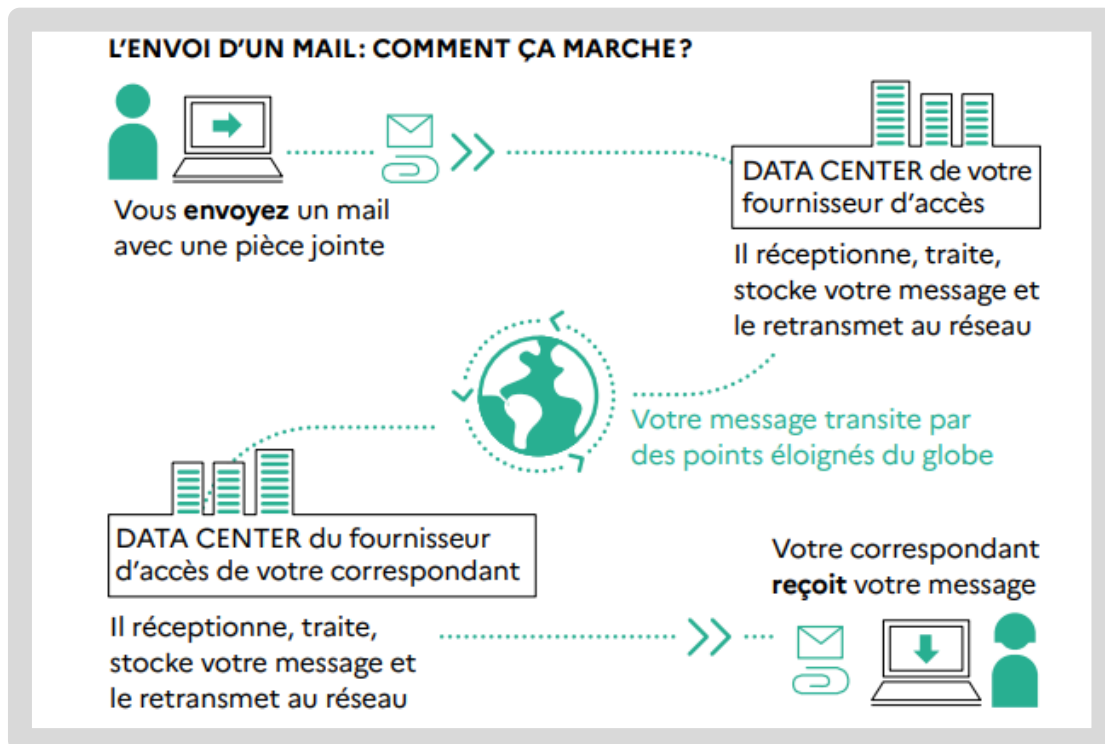 L'ENVOI D'UN MAIL: COMMENT ÇA MARCHE?
Vous envoyez un mail
avec une pièce jointe
DATA CENTER de votre
fournisseur d'accès
Il réceptionne, traite,
stocke votre message et
le retransmet au réseau
Votre message transite par
des points éloignés du globe
DATA CENTER du fournisseur
d'accès de votre correspondant
Il réceptionne, traite,
stocke votre message et
le retransmet au réseau
Votre correspondant
reçoit votre message